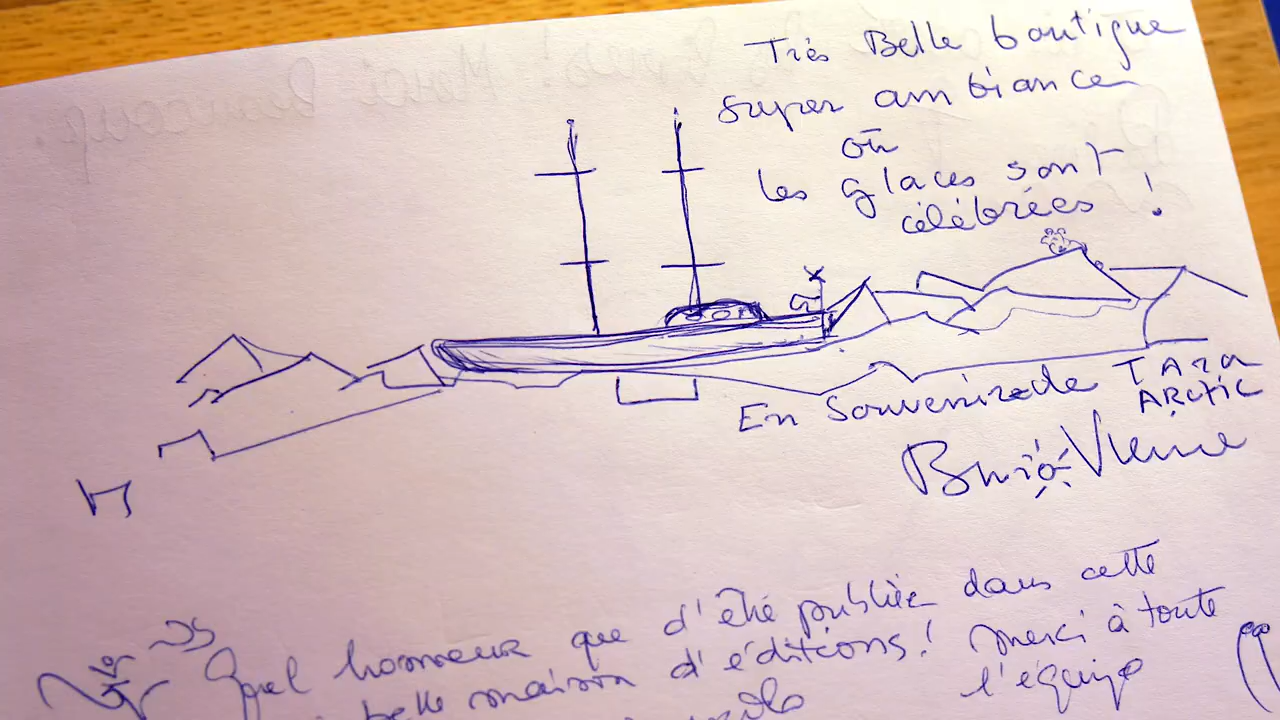 Très Belle boutique
super ambiance
où
les glaces sont
célébrées !
En Souvenir de TARA
ARCTIC
Quel honneur que d'être publiée dans cette
belle maison d'éditions! merci à toute
l'équipe